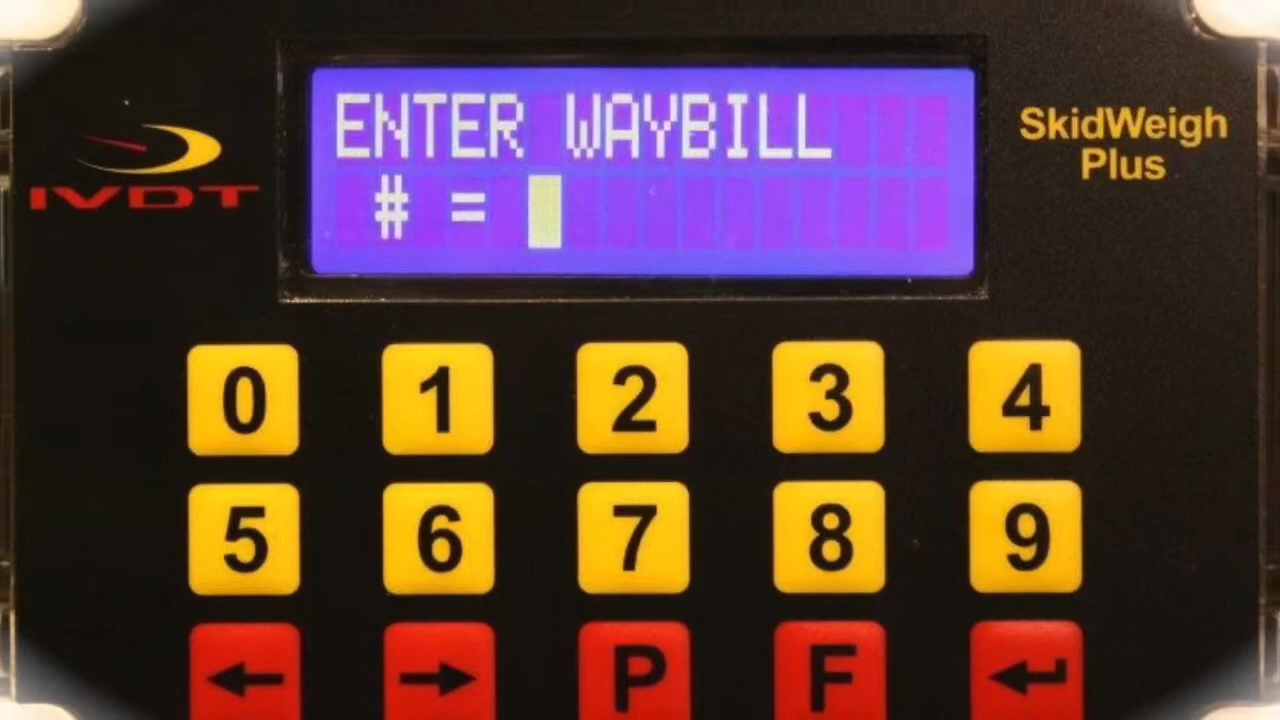 ENTER WAYBILL
# =
IVDT
SkidWeigh
Plus
0 1 2 3 4
5 6 7 8 9
← → P F ↵